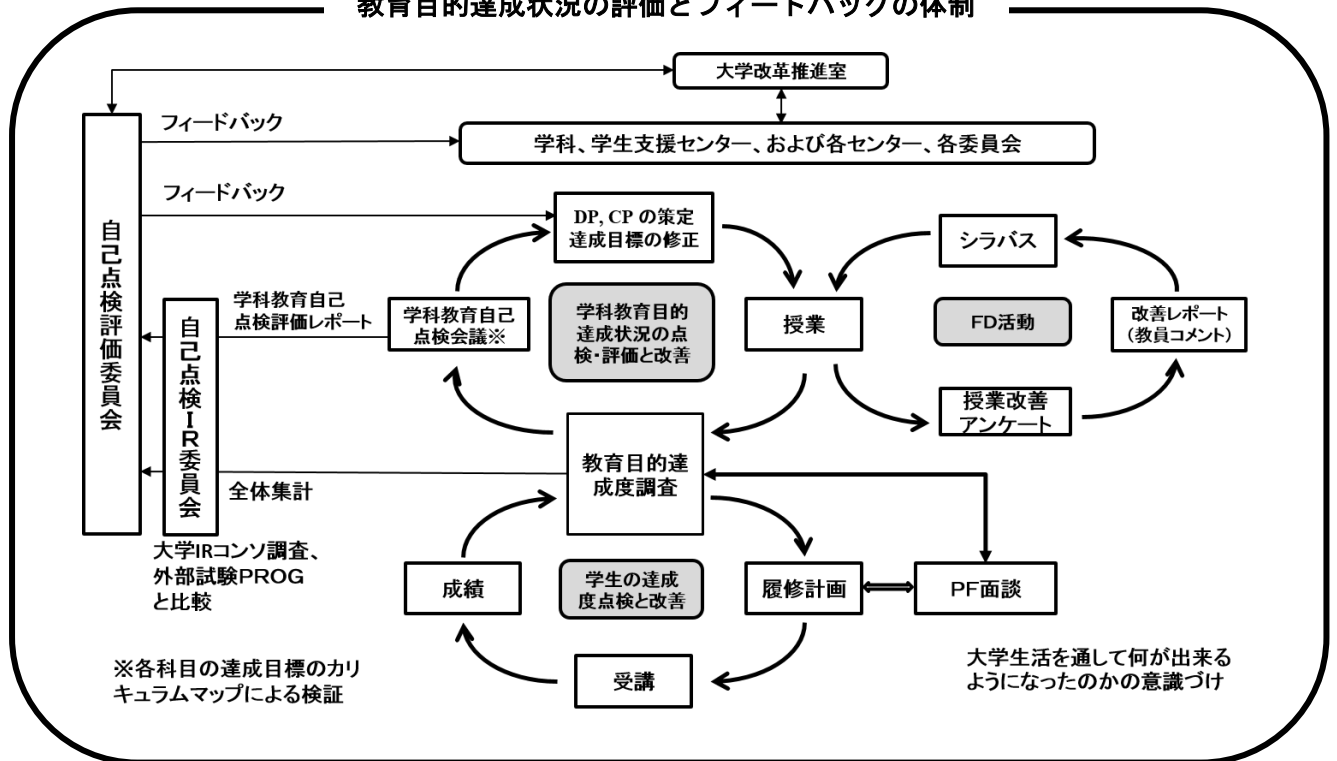 教育目的達成状況の評価とフィードバックの体制
大学改革推進室
フィードバック
学科、学生支援センター、および各センター、各委員会
フィードバック
DP, CP の策定
達成目標の修正
シラバス
自己点検評価委員会
自己点検IR委員会
学科教育自己
点検評価レポート
学科教育自己
点検会議※
学科教育目的
達成状況の点
検・評価と改善
授業
FD活動
改善レポート
(教員コメント)
授業改善
アンケート
教育目的達
成度調査
全体集計
大学IRコンソ調査、
外部試験PROG
と比較
成績
学生の達成
度点検と改善
履修計画
PF面談
受講
※各科目の達成目標のカリ
キュラムマップによる検証
大学生活を通して何が出来る
ようになったのかの意識づけ